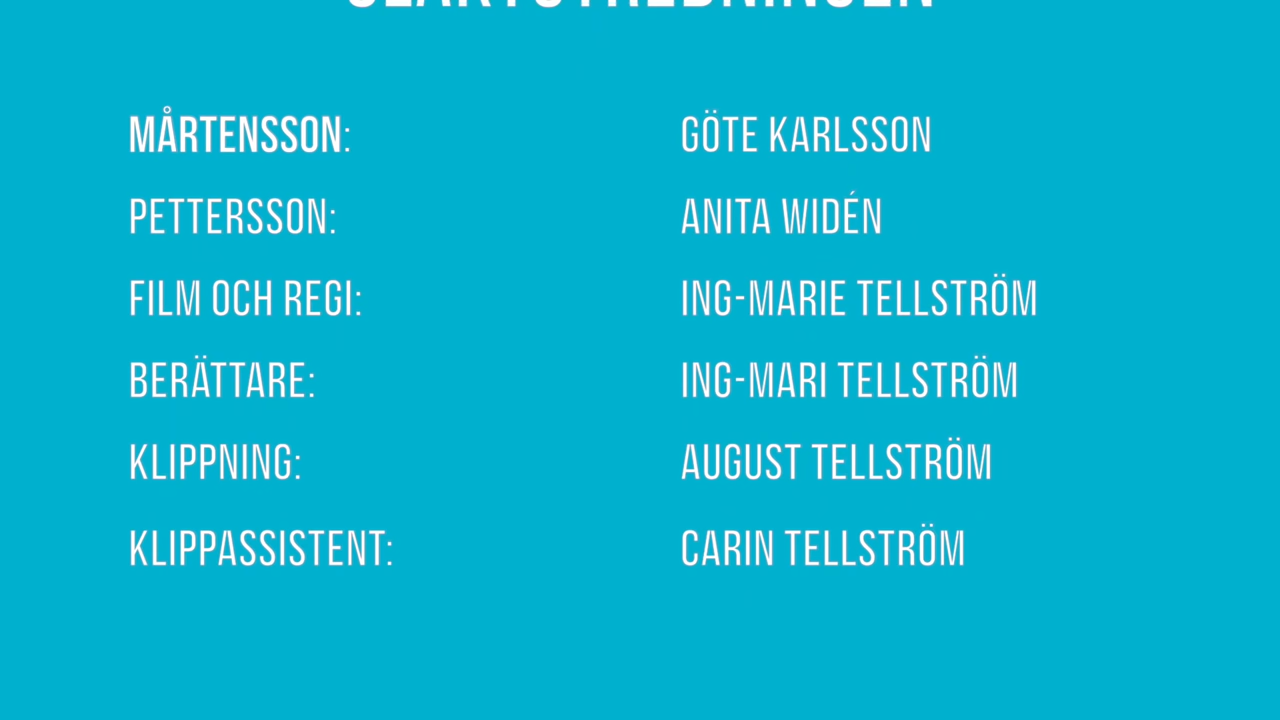 MÅRTENSSON: GÖTE KARLSSON
PETTERSSON: ANITA WIDÉN
FILM OCH REGI: ING-MARIE TELLSTRÖM
BERÄTTARE: ING-MARI TELLSTRÖM
KLIPPNING: AUGUST TELLSTRÖM
KLIPPASSISTENT: CARIN TELLSTRÖM